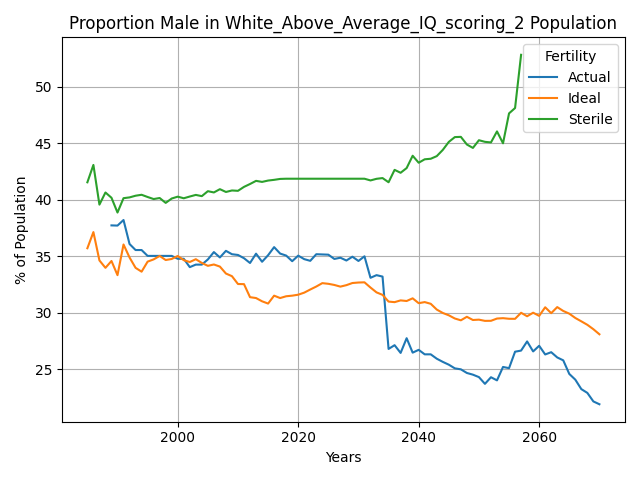 Proportion Male in White_Above_Average_IQ_scoring_2 Population
Fertility
Actual
Ideal
Sterile
% of Population
50
45
40
35
30
25
2000
2020
2040
2060
Years